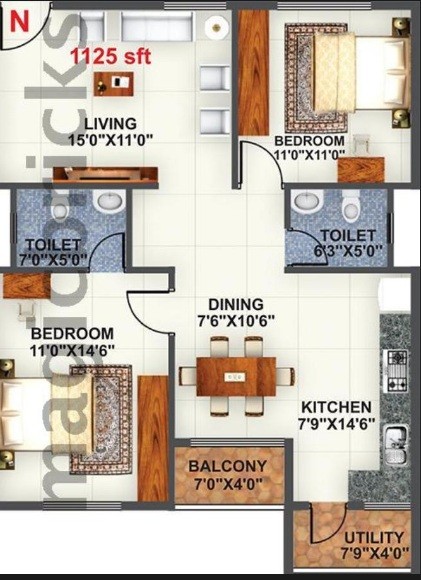 N
1125 sft
LIVING
15'0"X11'0"
BEDROOM
11'0"X11'0"
TOILET
7'0"X5'0"
TOILET
6'3"X5'0"
DINING
7'6"X10'6"
BEDROOM
11'0"X14'6"
KITCHEN
7'9"X14'6"
BALCONY
7'0"X4'0"
UTILITY
7'9"X4'0"
magicbricks